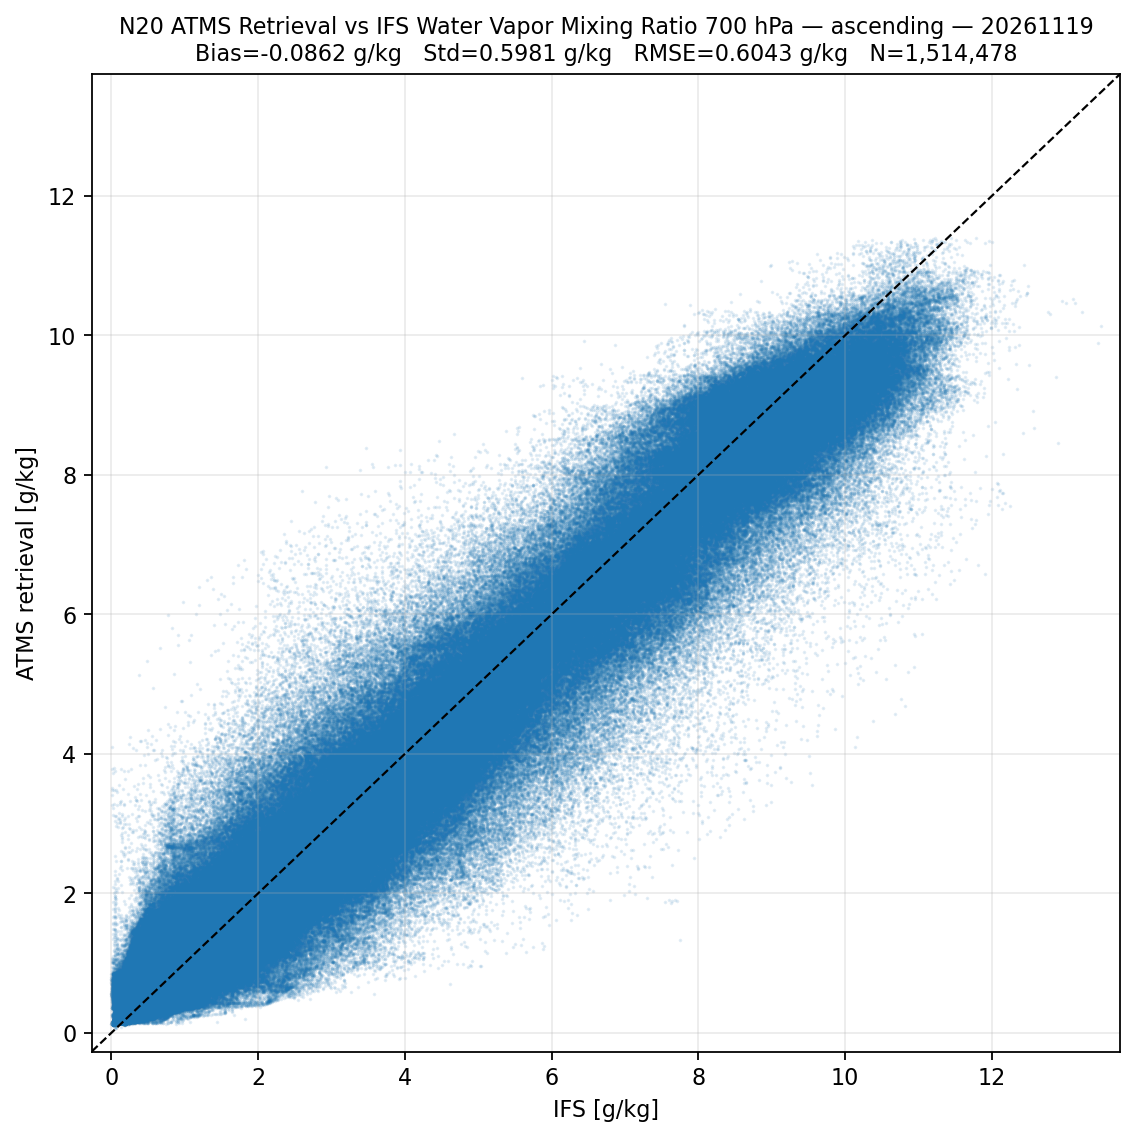 N20 ATMS Retrieval vs IFS Water Vapor Mixing Ratio 700 hPa — ascending — 20261119
Bias=-0.0862 g/kg   Std=0.5981 g/kg   RMSE=0.6043 g/kg   N=1,514,478
ATMS retrieval [g/kg]
12
10
8
6
4
2
0
0 2 4 6 8 10 12
IFS [g/kg]